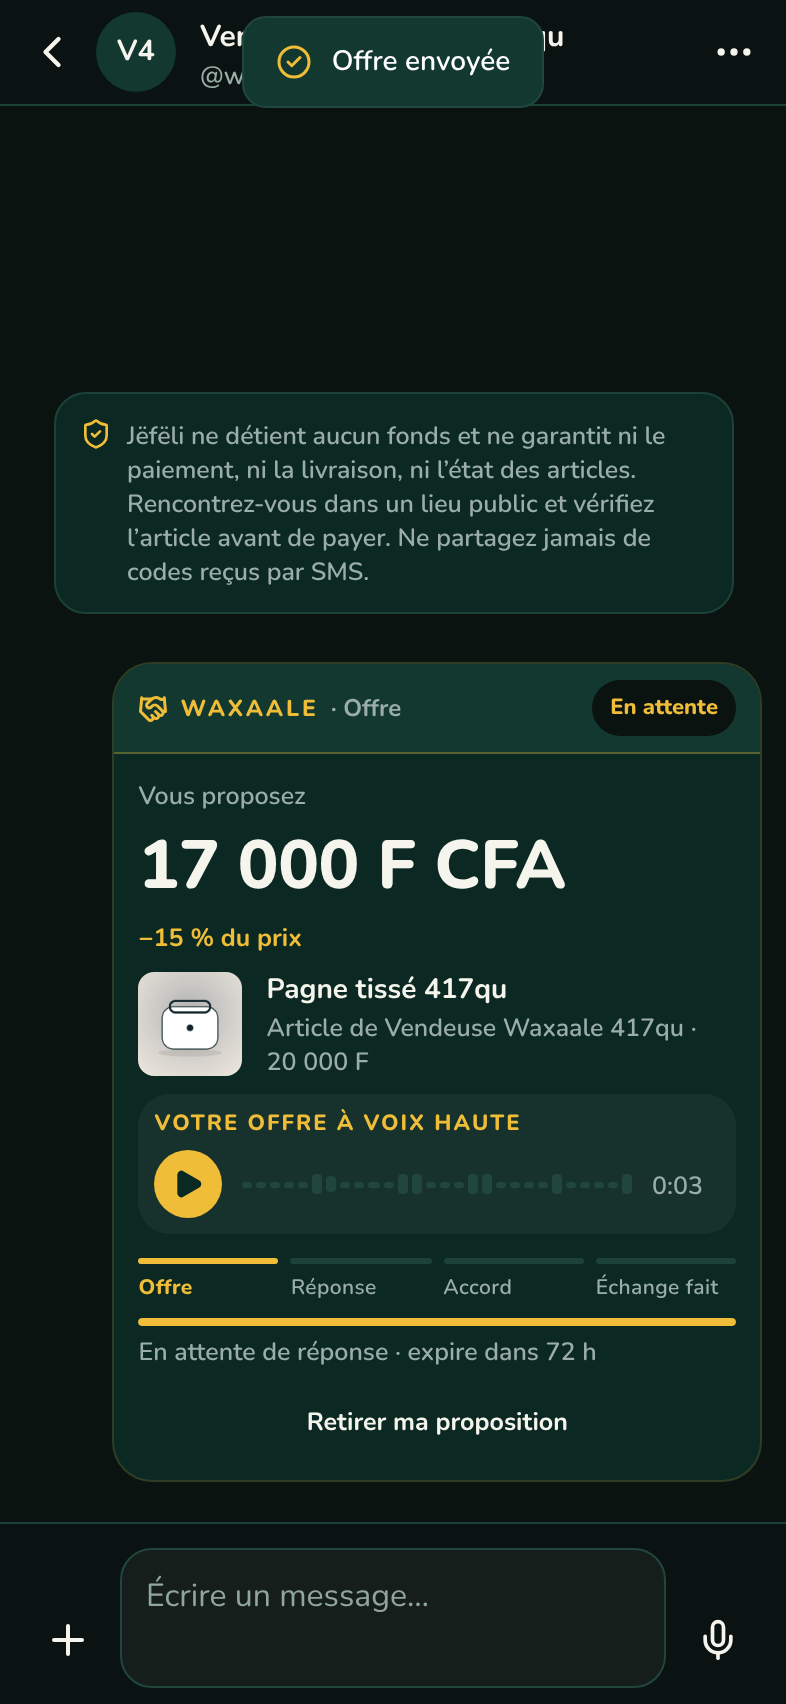 V4
Offre envoyée
Jëfëli ne détient aucun fonds et ne garantit ni le
paiement, ni la livraison, ni l’état des articles.
Rencontrez-vous dans un lieu public et vérifiez
l’article avant de payer. Ne partagez jamais de
codes reçus par SMS.
WAXAALE · Offre
En attente
Vous proposez
17 000 F CFA
−15 % du prix
Pagne tissé 417qu
Article de Vendeuse Waxaale 417qu ·
20 000 F
VOTRE OFFRE À VOIX HAUTE
0:03
Offre Réponse Accord Échange fait
En attente de réponse · expire dans 72 h
Retirer ma proposition
Écrire un message…